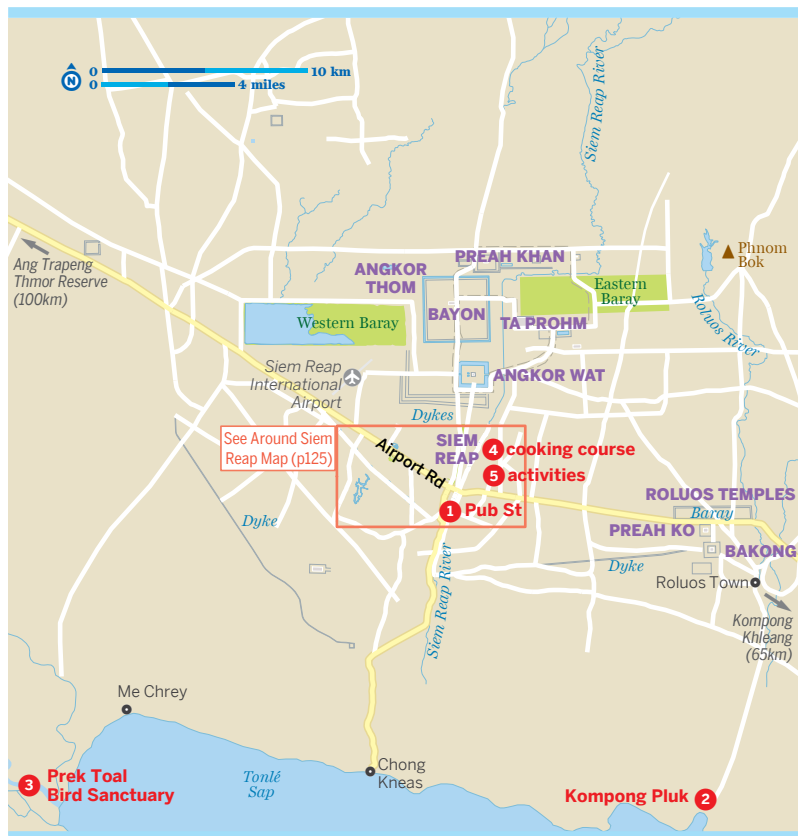 0
10 km
N
0
4 miles
Siem Reap River
Ang Trapeng
Thmor Reserve
(100km)
PREAH KHAN
Phnom
Bok
ANGKOR
THOM
Eastern
Baray
BAYON
Western Baray
TA PROHM
Roluos River
Siem Reap
International
Airport
ANGKOR WAT
Dykes
See Around Siem
Reap Map (p125)
Airport Rd
SIEM
REAP
4 cooking course
5 activities
1 Pub St
ROLUOS TEMPLES
Baray
Dyke
PREAH KO
BAKONG
Dyke
Roluos Town
Siem Reap River
Kompong
Khleang
(65km)
Me Chrey
Chong
Kneas
3 Prek Toal
Bird Sanctuary
Tonlé
Sap
Kompong Pluk 2